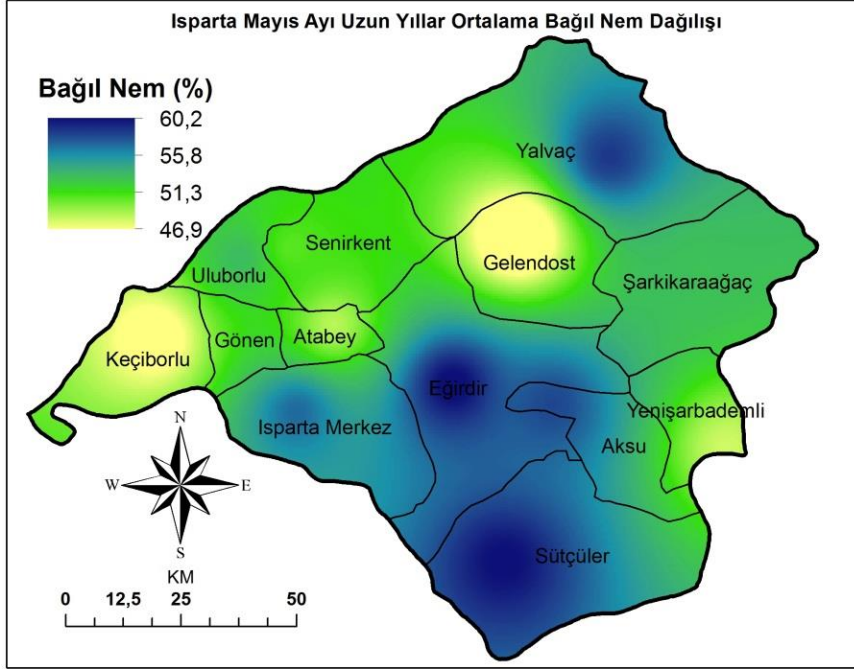 Isparta Mayıs Ayı Uzun Yıllar Ortalama Bağıl Nem Dağılışı
Bağıl Nem (%)
60,2
55,8
51,3
46,9
Yalvaç
Senirkent
Gelendost
Uluborlu
Şarkikaraağaç
Gönen
Atabey
Keçiborlu
Eğirdir
Yenişarbademli
Isparta Merkez
Aksu
Sütçüler
N
W
E
S
KM
0 12,5 25 50